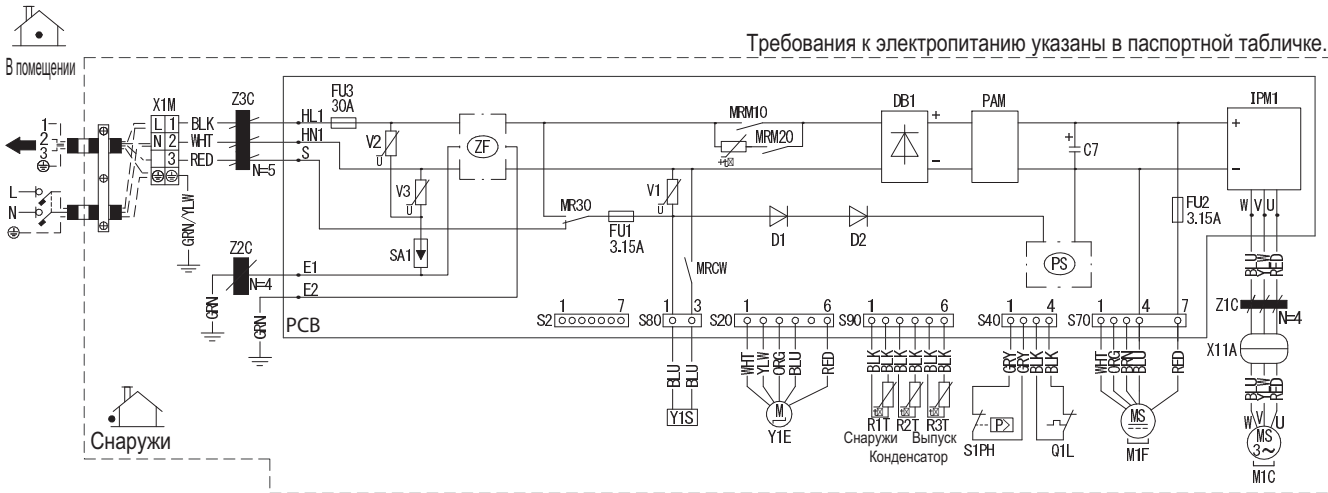 Требования к электропитанию указаны в паспортной табличке.
В помещении
X1M
Z3C
FU3
30A
HL1
HN1
S
L 1
N 2
3
BLK
WHT
RED
N=5
1
2
3
L
N
GRN/YLW
V2
U
V3
U
SA1
ZF
MRM10
MRM20
+t
DB1
+
−
PAM
+
C7
IPM1
+
−
W V U
V1
U
MR30
FU1
3.15A
D1
D2
PS
FU2
3.15A
MRCW
Z2C
N=4
E1
E2
GRN
GRN
PCB
S2
1 7
S80
1 3
S20
1 6
S90
1 6
S40
1 4
S70
1 4 7
BLU YLW RED
Z1C
N=4
X11A
BLU YLW RED
W V U
MS
3~
M1C
BLU BLU
Y1S
WHT YLW ORG BLU RED
M
Y1E
BLK BLK BLK BLK BLK BLK
R1T R2T R3T
Снаружи Выпуск
Конденсатор
GRY GRY BLK BLK
P>
S1PH
Q1L
WHT ORG BRN BLU RED
MS
M1F
Снаружи